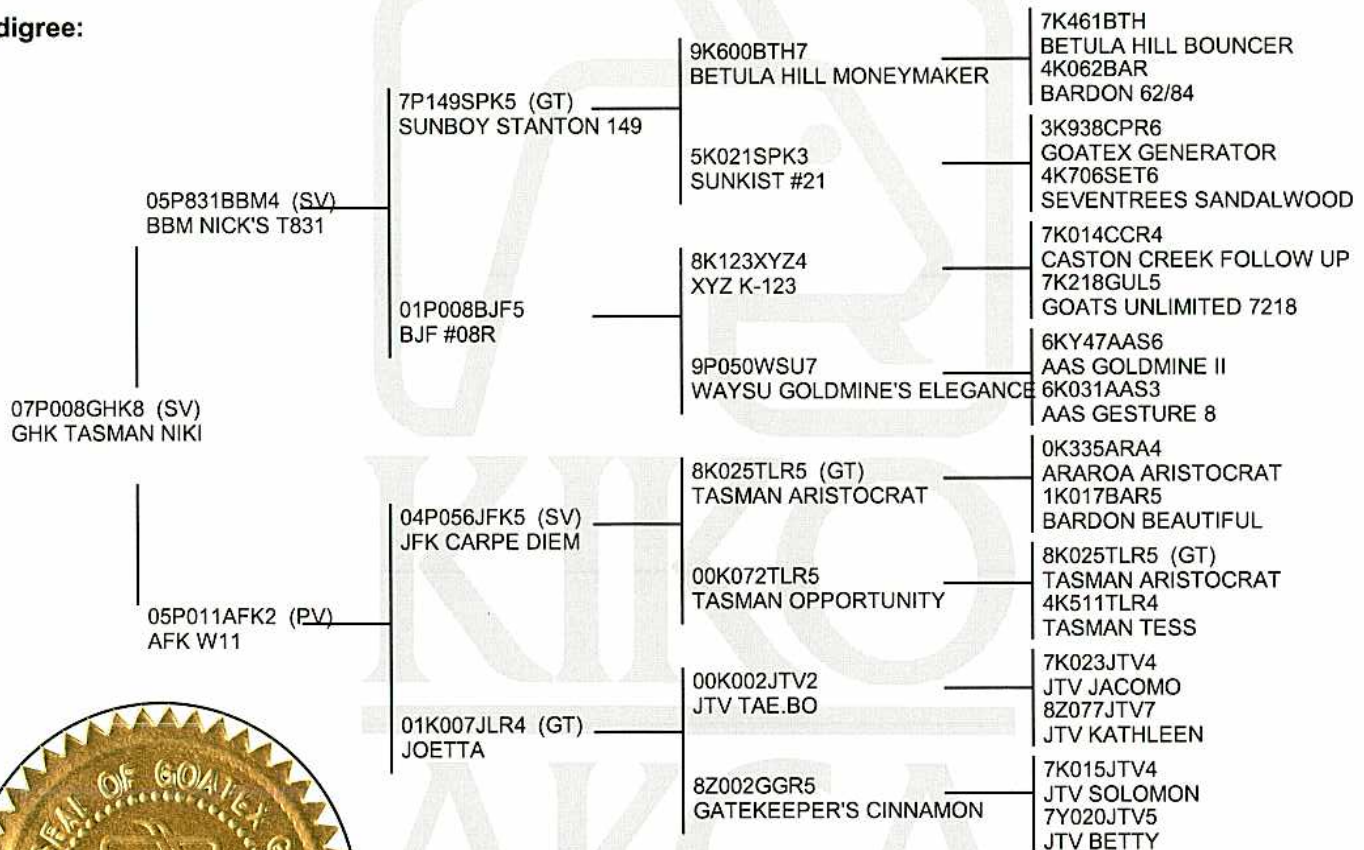 digree:
07P008GHK8 (SV)
GHK TASMAN NIKI
05P831BBM4 (SV)
BBM NICK'S T831
05P011AFK2 (PV)
AFK W11
7P149SPK5 (GT)
SUNBOY STANTON 149
01P008BJF5
BJF #08R
04P056JFK5 (SV)
JFK CARPE DIEM
01K007JLR4 (GT)
JOETTA
9K600BTH7
BETULA HILL MONEYMAKER
5K021SPK3
SUNKIST #21
8K123XYZ4
XYZ K-123
9P050WSU7
WAYSU GOLDMINE'S ELEGANCE
8K025TLR5 (GT)
TASMAN ARISTOCRAT
00K072TLR5
TASMAN OPPORTUNITY
00K002JTV2
JTV TAE.BO
8Z002GGR5
GATEKEEPER'S CINNAMON
7K461BTH
BETULA HILL BOUNCER
4K062BAR
BARDON 62/84
3K938CPR6
GOATEX GENERATOR
4K706SET6
SEVENTREES SANDALWOOD
7K014CCR4
CASTON CREEK FOLLOW UP
7K218GUL5
GOATS UNLIMITED 7218
6KY47AAS6
AAS GOLDMINE II
6K031AAS3
AAS GESTURE 8
0K335ARA4
ARAROA ARISTOCRAT
1K017BAR5
BARDON BEAUTIFUL
8K025TLR5 (GT)
TASMAN ARISTOCRAT
4K511TLR4
TASMAN TESS
7K023JTV4
JTV JACOMO
8Z077JTV7
JTV KATHLEEN
7K015JTV4
JTV SOLOMON
7Y020JTV5
JTV BETTY
KIKO
AKGA
SEAL OF GOATEX